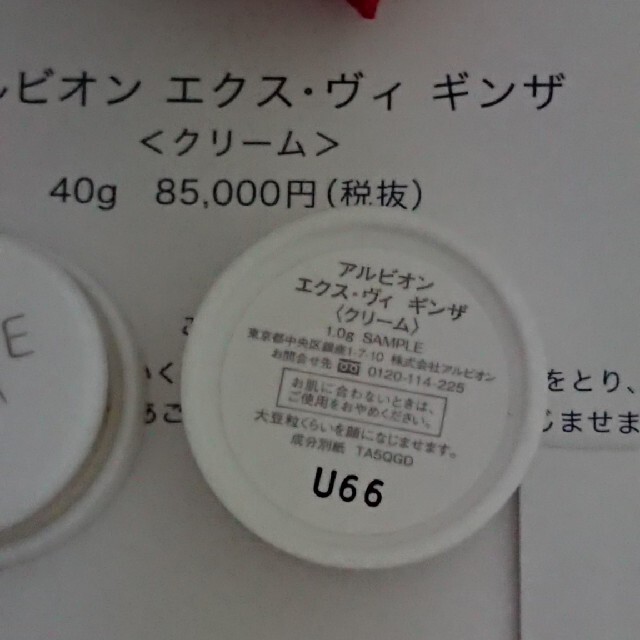 ルビオン エクス・ヴィ ギンザ
＜クリーム＞
40g 85,000円(税抜)
E
アルビオン
エクス・ヴィ ギンザ
〈クリーム〉
1.0g SAMPLE
東京都中央区銀座1-7-10 株式会社アルビオン
お問合せ先 0120-114-225
お肌に合わないときは、
ご使用をおやめください。
大豆粒くらいを顔になじませます。
成分別紙 TA5QGD
U66
をとり、
じませま